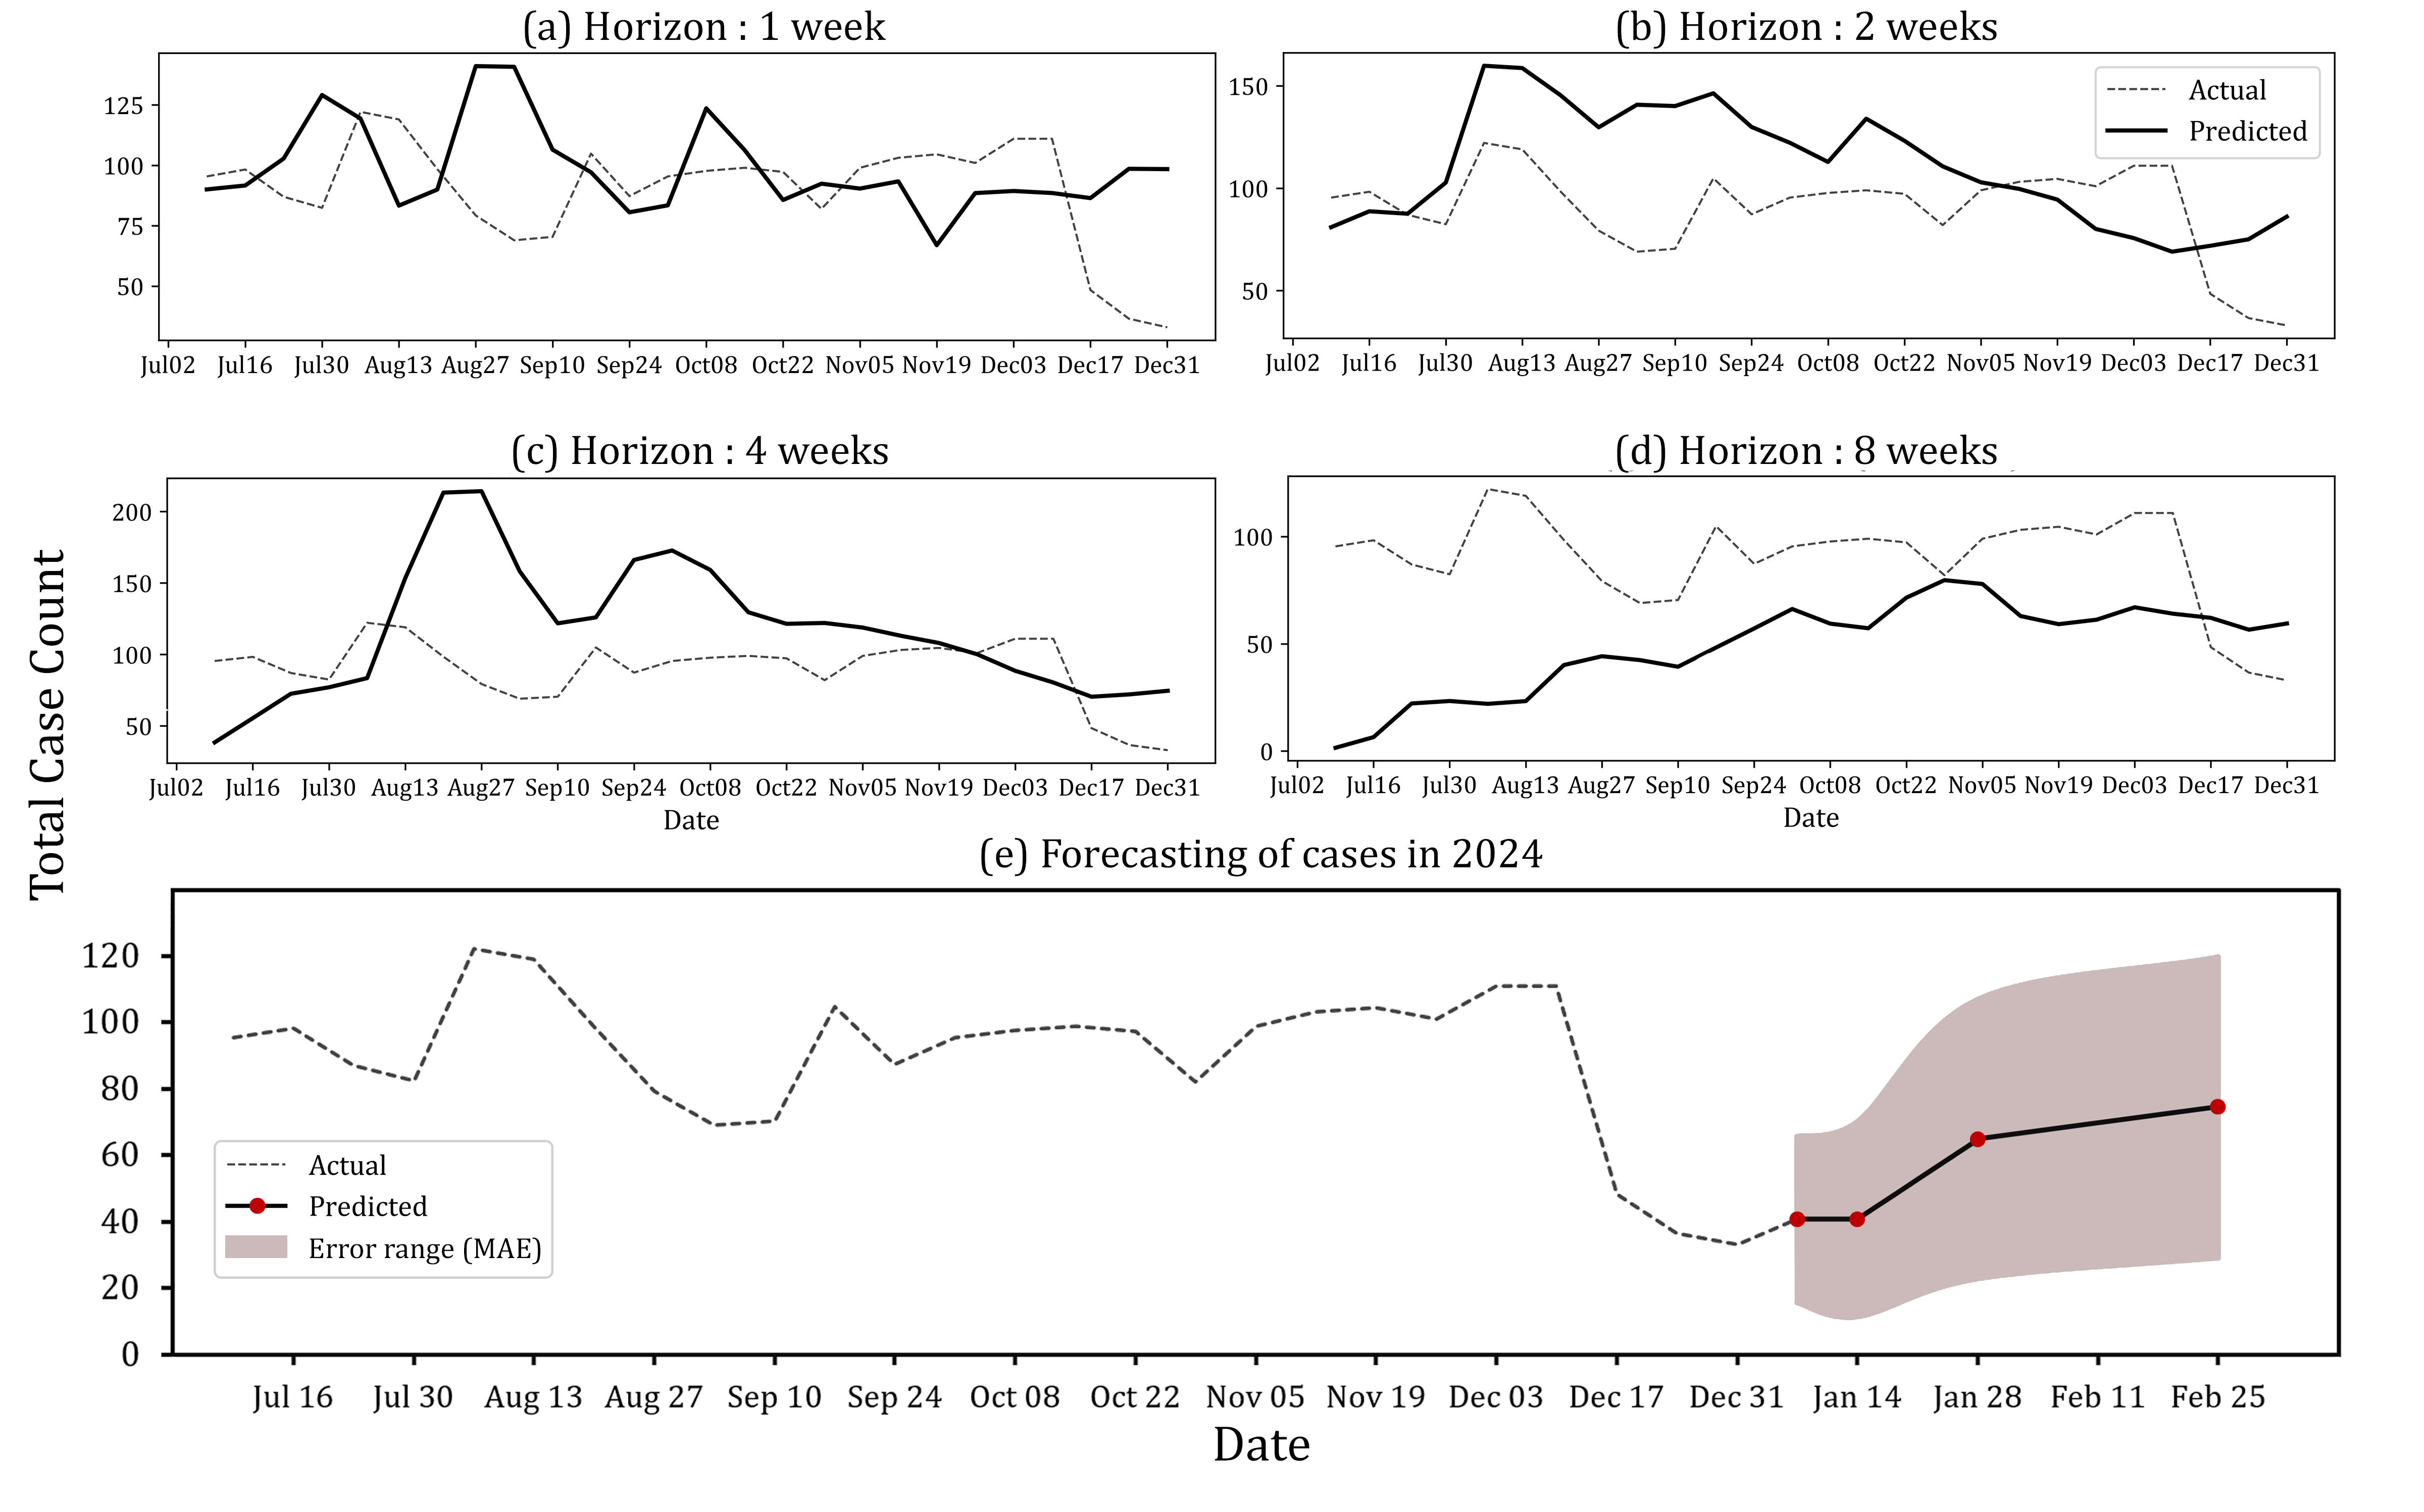 (a) Horizon : 1 week
125
100
75
50
Jul02 Jul16 Jul30 Aug13 Aug27 Sep10 Sep24 Oct08 Oct22 Nov05 Nov19 Dec03 Dec17 Dec31
(b) Horizon : 2 weeks
150
100
50
Actual
Predicted
Jul02 Jul16 Jul30 Aug13 Aug27 Sep10 Sep24 Oct08 Oct22 Nov05 Nov19 Dec03 Dec17 Dec31
Total Case Count
(c) Horizon : 4 weeks
200
150
100
50
Jul02 Jul16 Jul30 Aug13 Aug27 Sep10 Sep24 Oct08 Oct22 Nov05 Nov19 Dec03 Dec17 Dec31
Date
(d) Horizon : 8 weeks
100
50
0
Jul02 Jul16 Jul30 Aug13 Aug27 Sep10 Sep24 Oct08 Oct22 Nov05 Nov19 Dec03 Dec17 Dec31
Date
(e) Forecasting of cases in 2024
120
100
80
60
40
20
0
Actual
Predicted
Error range (MAE)
Jul 16 Jul 30 Aug 13 Aug 27 Sep 10 Sep 24 Oct 08 Oct 22 Nov 05 Nov 19 Dec 03 Dec 17 Dec 31 Jan 14 Jan 28 Feb 11 Feb 25
Date